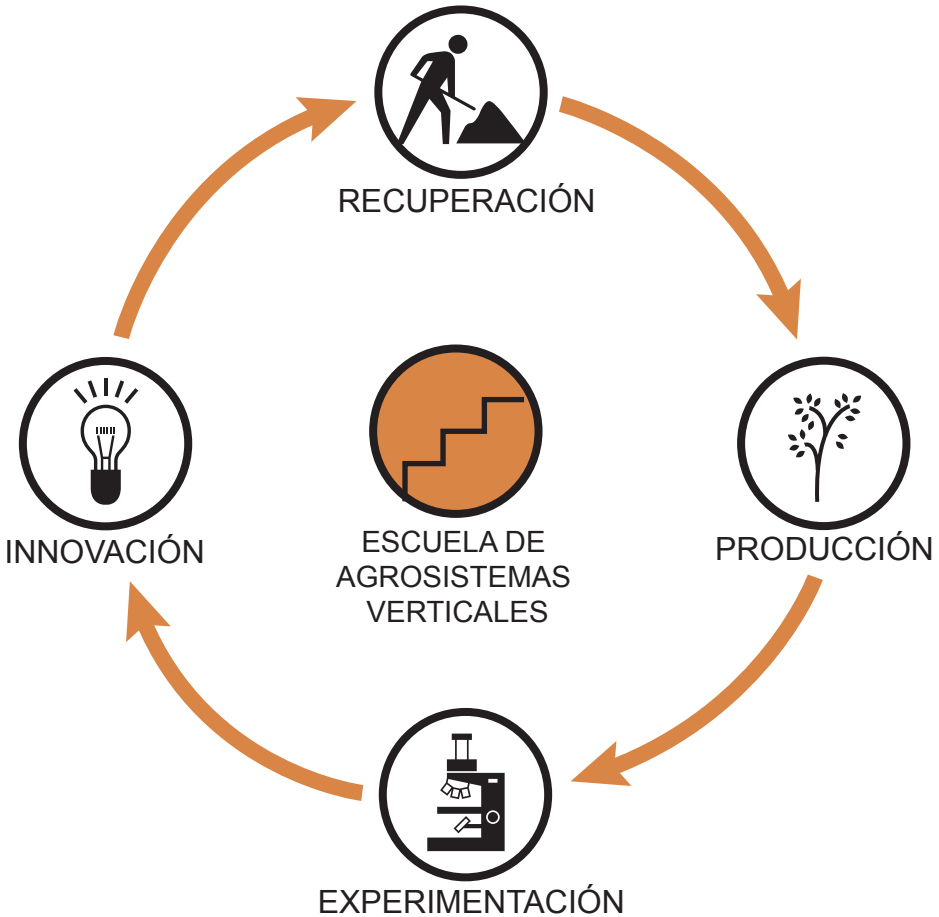 RECUPERACIÓN
INNOVACIÓN
ESCUELA DE
AGROSISTEMAS
VERTICALES
PRODUCCIÓN
EXPERIMENTACIÓN